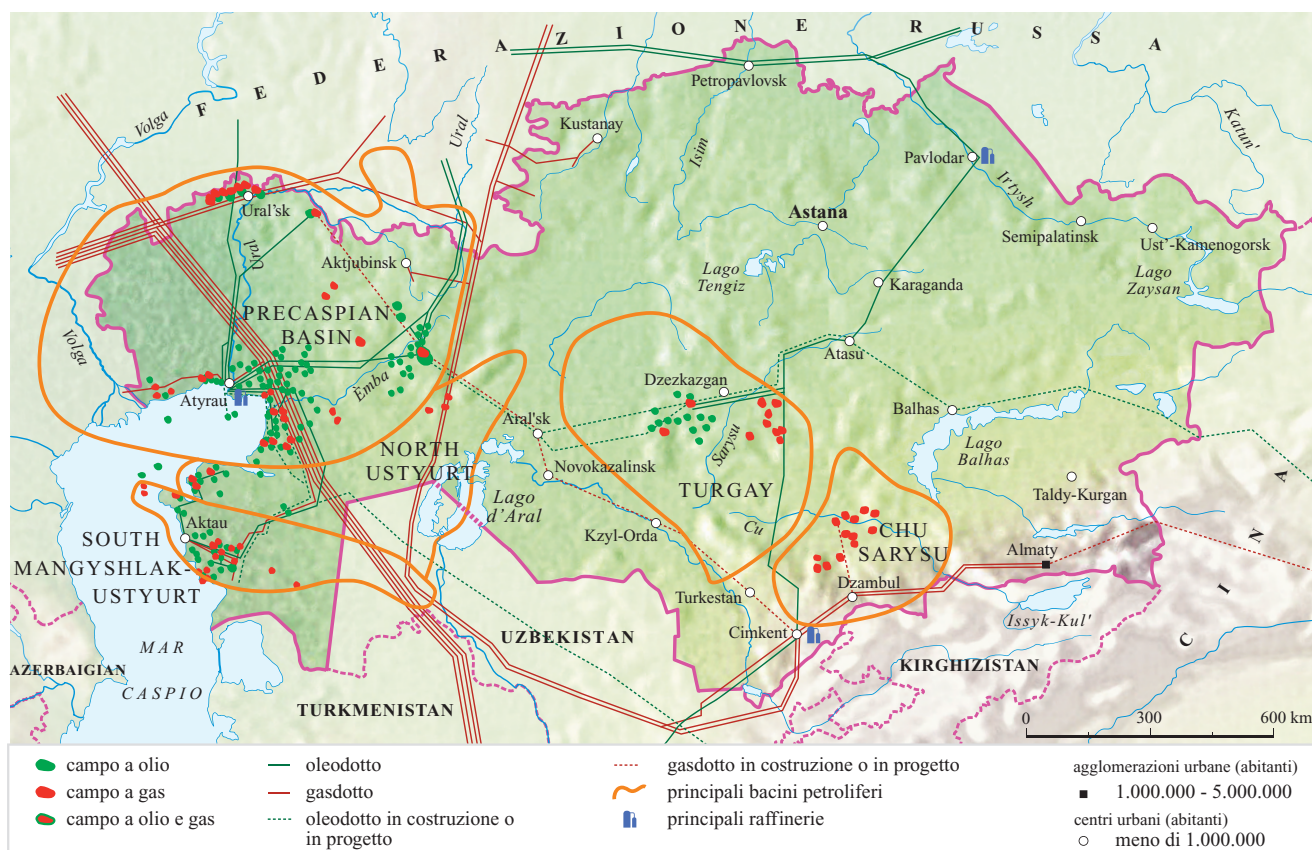 FEDERAZIONE RUSSA
Volga
Ural
Petropavlovsk
Kustanay
Isim
Pavlodar
Irtysh
Katun'
Ural'sk
Ural
Aktjubinsk
Astana
Semipalatinsk
Ust'-Kamenogorsk
Lago
Tengiz
Lago
Zaysan
Karaganda
PRECASPIAN
BASIN
Volga
Emba
Atyrau
Atasu
Dzezkazgan
Balhas
Aral'sk
Sarysu
NORTH
USTYURT
Novokazalinsk
Lago
Balhas
TURGAY
Taldy-Kurgan
Lago
d'Aral
Kzyl-Orda
Cu
CHU
SARYSU
Aktau
SOUTH
MANGYSHLAK-
USTYURT
Almaty
Dzambul
Turkestan
Cimkent
Issyk-Kul'
CINA
UZBEKISTAN
KIRGHIZISTAN
MAR
CASPIO
AZERBAIGIAN
TURKMENISTAN
0 300 600 km
campo a olio
campo a gas
campo a olio e gas
oleodotto
gasdotto
oleodotto in costruzione o
in progetto
gasdotto in costruzione o in progetto
principali bacini petroliferi
principali raffinerie
agglomerazioni urbane (abitanti)
1.000.000 - 5.000.000
centri urbani (abitanti)
meno di 1.000.000